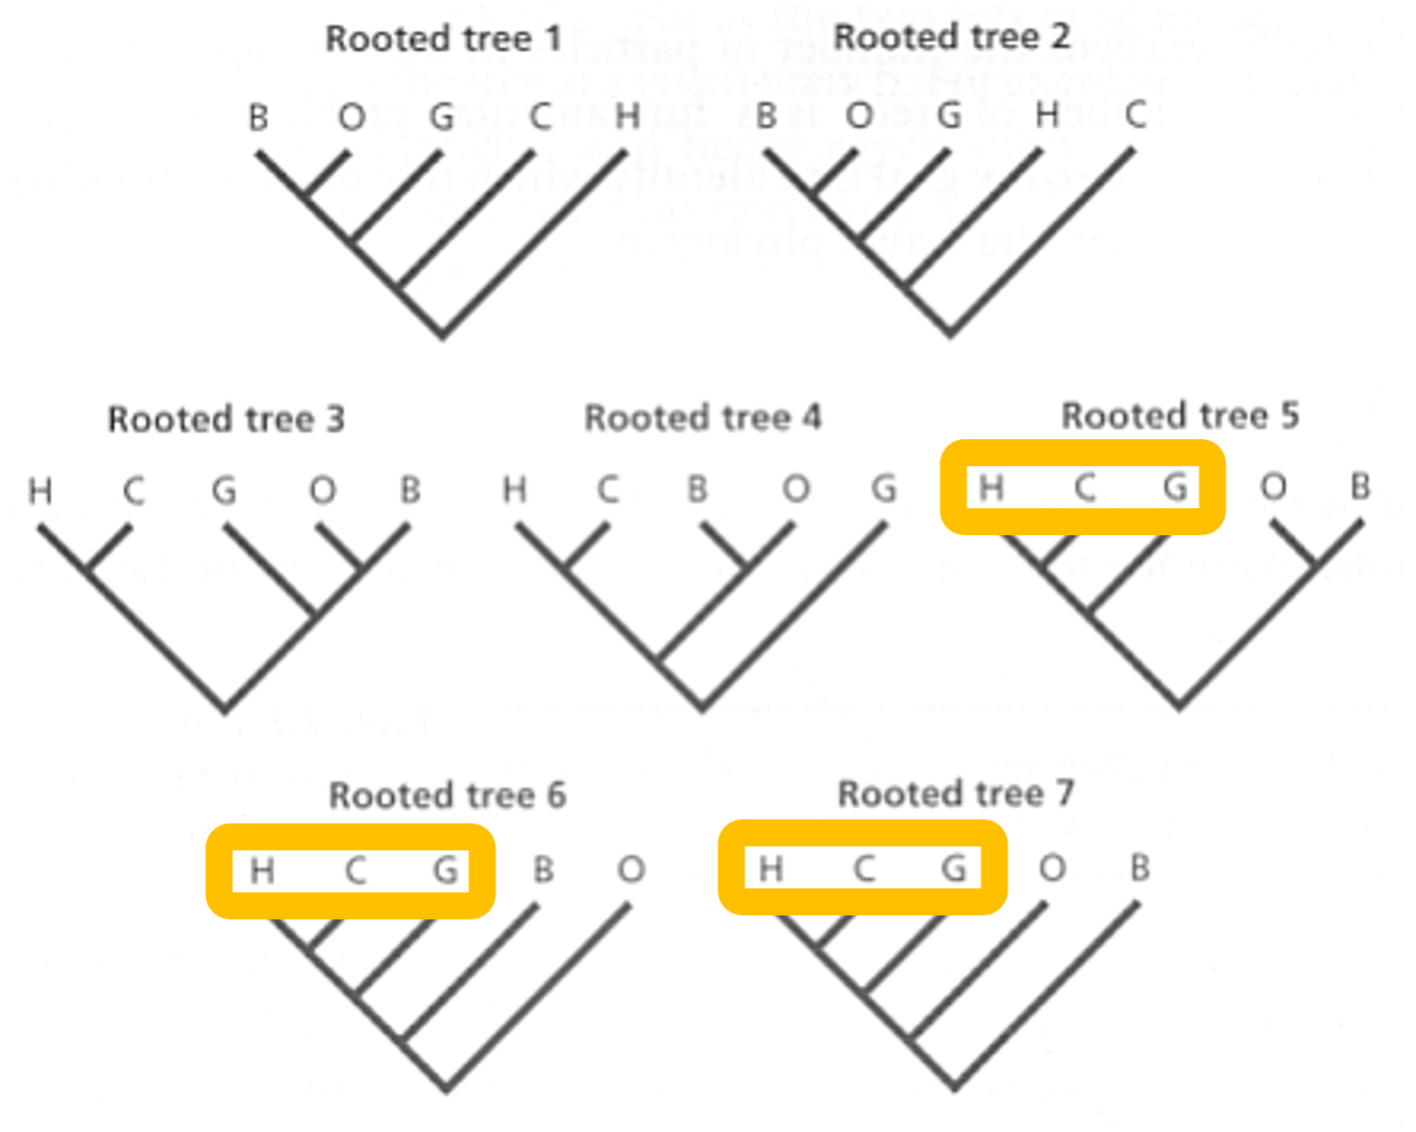 Rooted tree 1 Rooted tree 2
B O G C H B O G H C
Rooted tree 3 Rooted tree 4 Rooted tree 5
H C G O B H C B O G H C G O B
Rooted tree 6 Rooted tree 7
H C G B O H C G O B